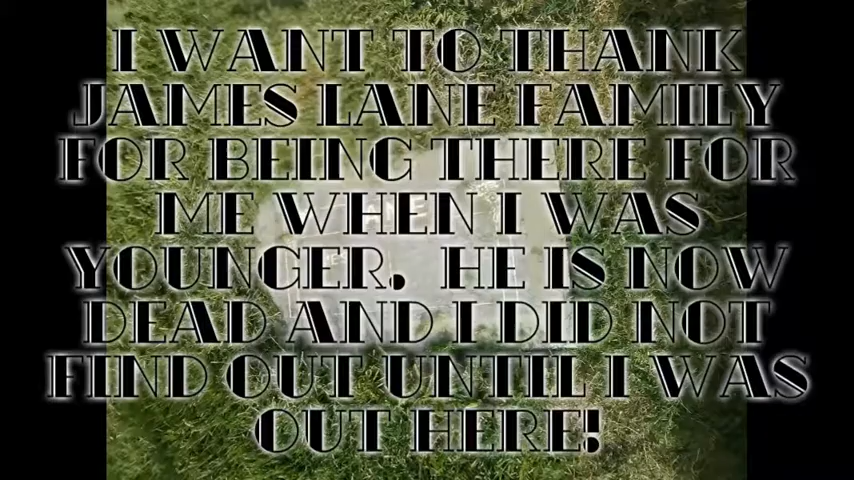 I WANT TO THANK
JAMES LANE FAMILY
FOR BEING THERE FOR
ME WHEN I WAS
YOUNGER. HE IS NOW
DEAD AND I DID NOT
FIND OUT UNTIL I WAS
OUT HERE!